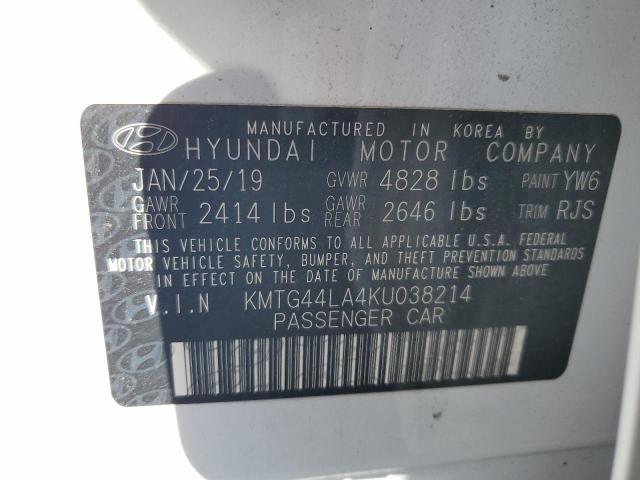 MANUFACTURED IN KOREA BY
HYUNDAI MOTOR COMPANY
JAN/25/19 GVWR 4828 lbs PAINT YW6
GAWR FRONT 2414 lbs GAWR REAR 2646 lbs TRIM RJS
THIS VEHICLE CONFORMS TO ALL APPLICABLE U.S.A. FEDERAL
MOTOR VEHICLE SAFETY, BUMPER, AND THEFT PREVENTION STANDARDS
IN EFFECT ON THE DATE OF MANUFACTURE SHOWN ABOVE.
V.I.N KMTG44LA4KU038214
PASSENGER CAR